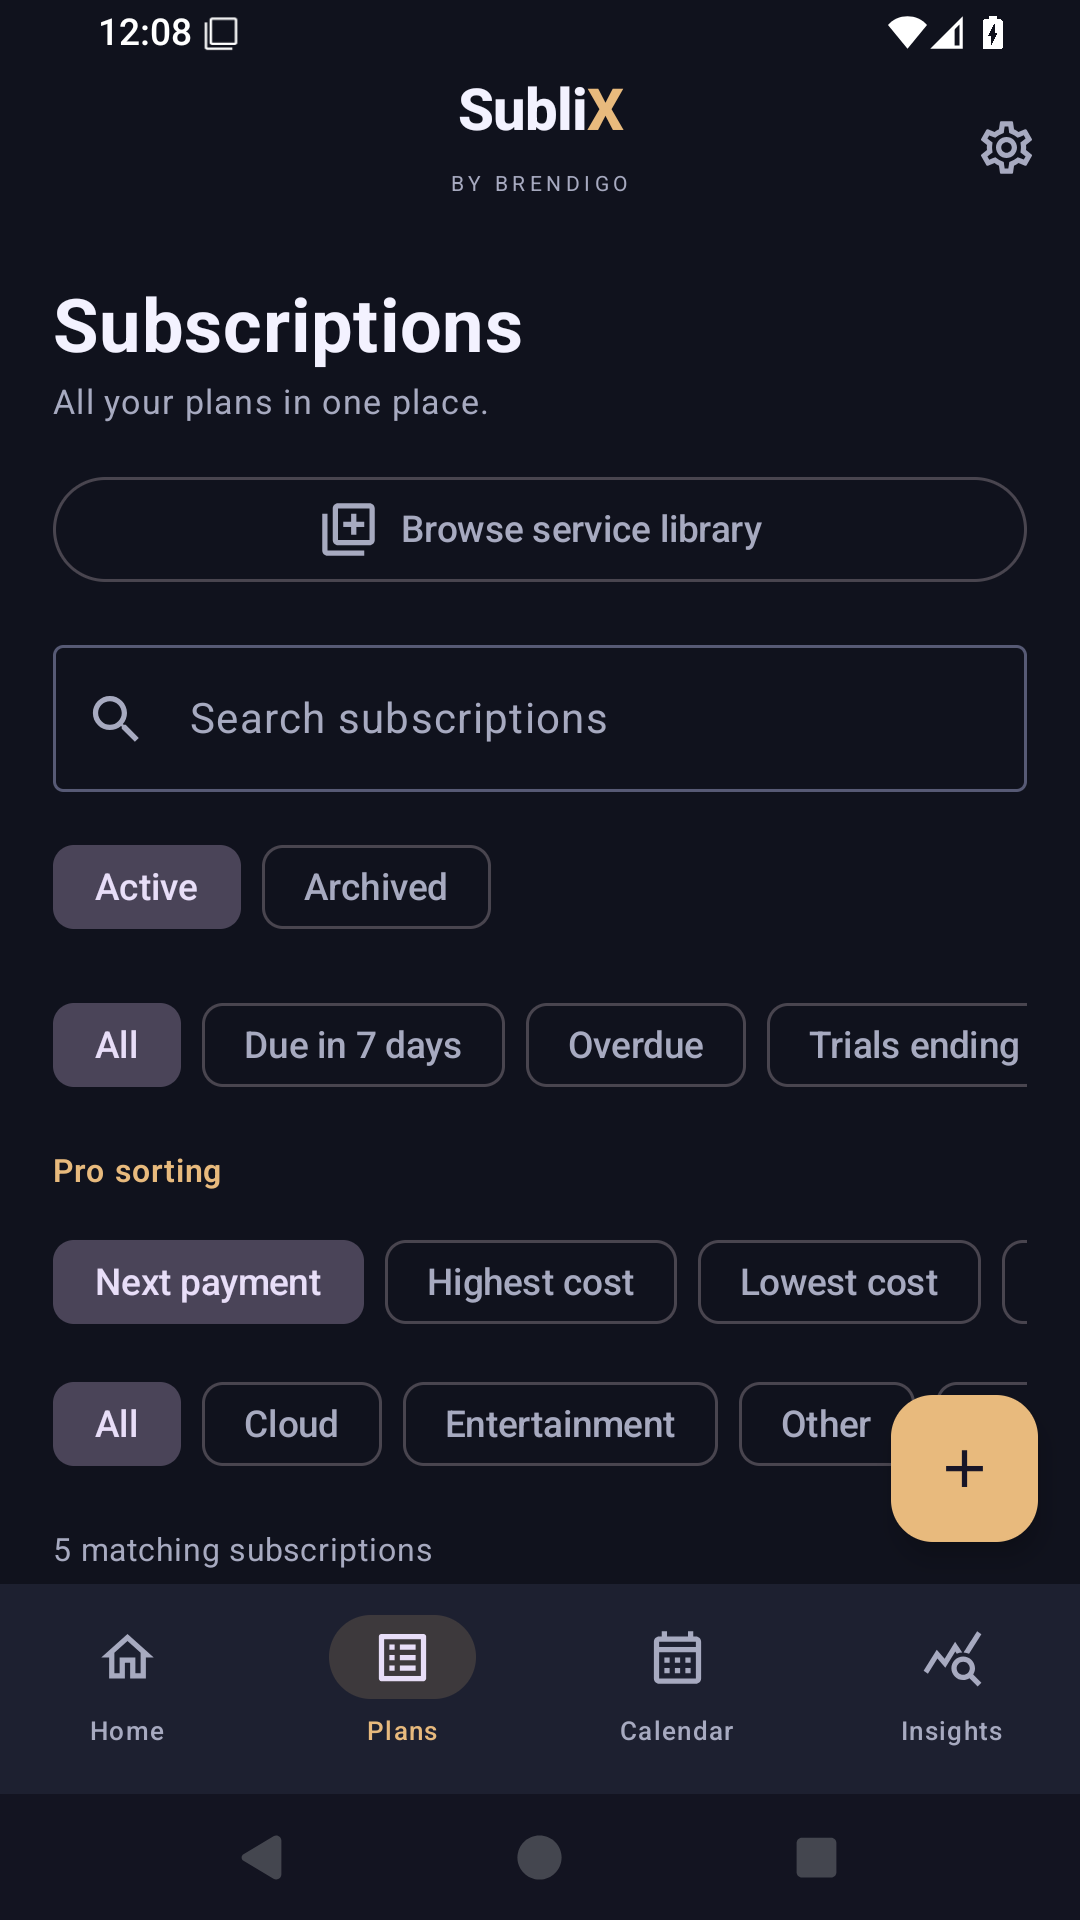 12:08
SubliX
BY BRENDIGO
Subscriptions
All your plans in one place.
Browse service library
Search subscriptions
Active Archived
All Due in 7 days Overdue Trials ending
Pro sorting
Next payment Highest cost Lowest cost
All Cloud Entertainment Other
5 matching subscriptions
Home Plans Calendar Insights